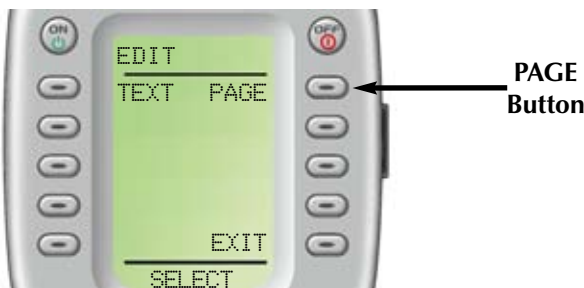 ON
OFF
EDIT
TEXT PAGE
EXIT
SELECT
PAGE
Button